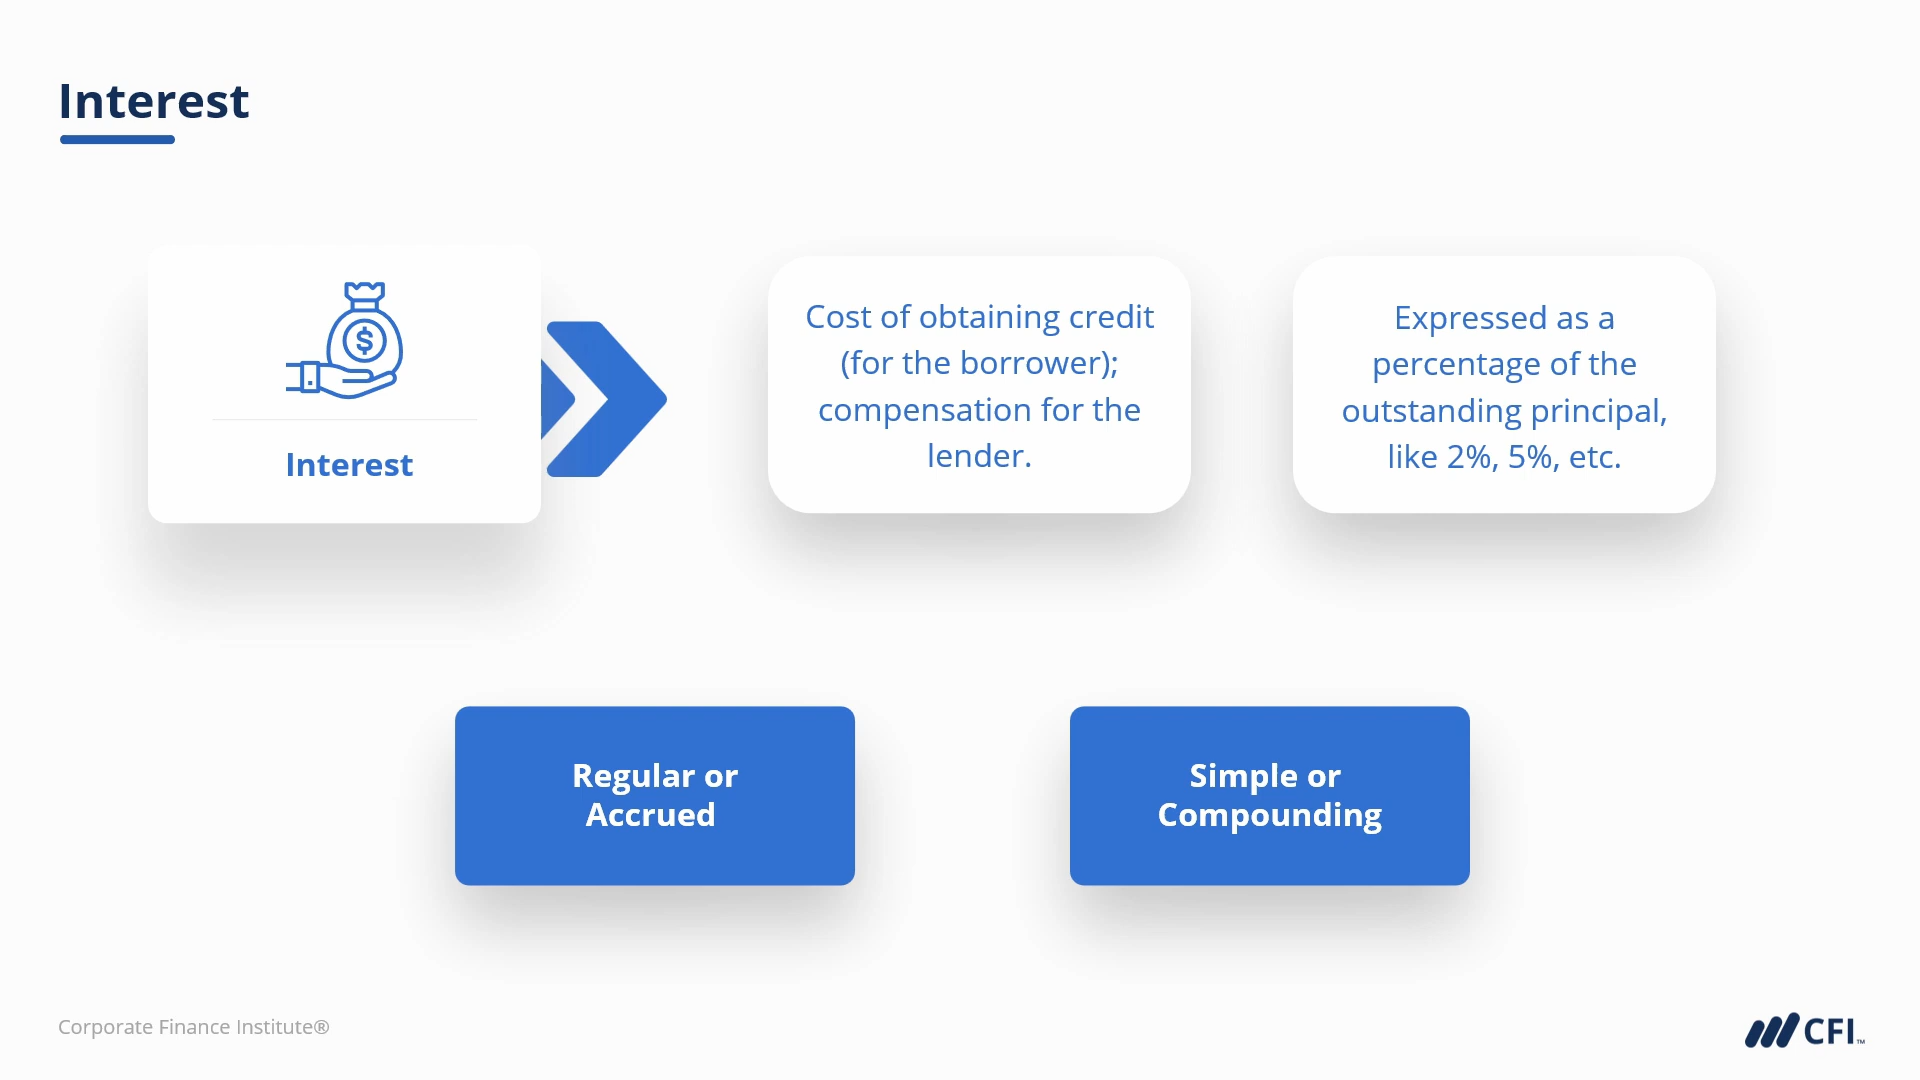 Interest
$
Interest
Cost of obtaining credit
(for the borrower);
compensation for the
lender.
Expressed as a
percentage of the
outstanding principal,
like 2%, 5%, etc.
Regular or
Accrued
Simple or
Compounding
Corporate Finance Institute®
CFI™